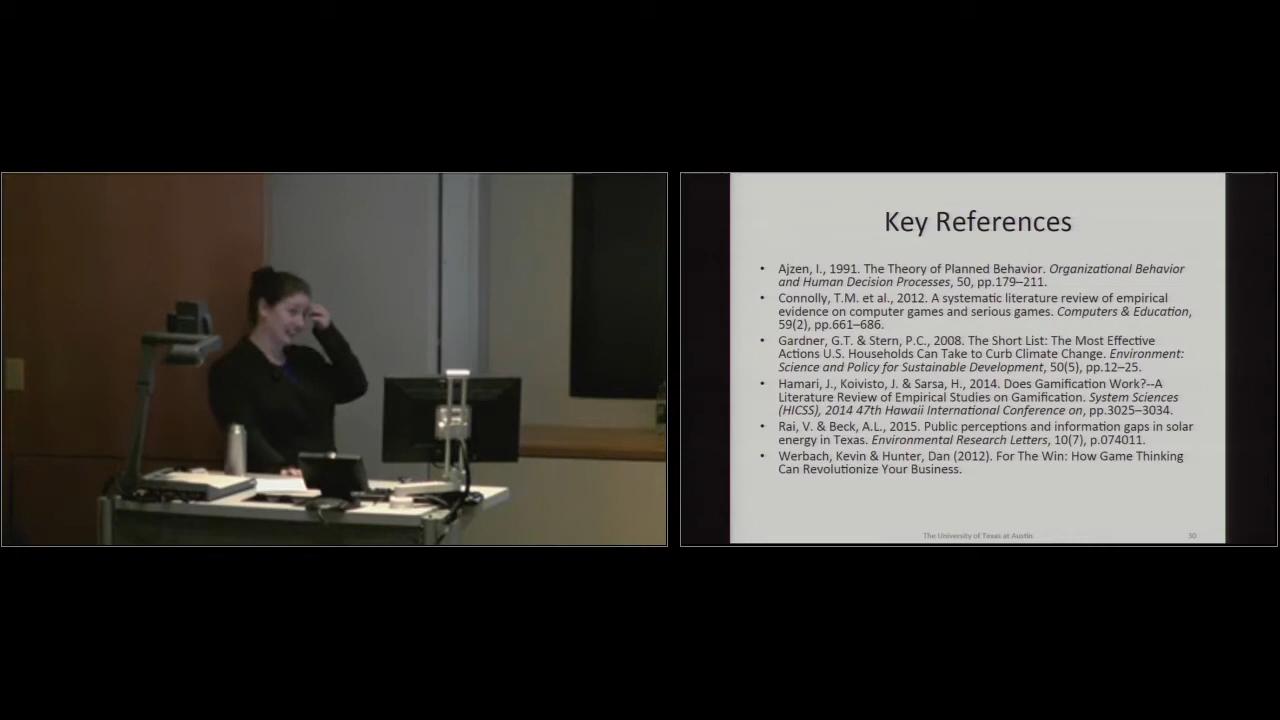 Key References
• Ajzen, I., 1991. The Theory of Planned Behavior. Organizational Behavior
and Human Decision Processes, 50, pp.179–211.
• Connolly, T.M. et al., 2012. A systematic literature review of empirical
evidence on computer games and serious games. Computers & Education,
59(2), pp.661–686.
• Gardner, G.T. & Stern, P.C., 2008. The Short List: The Most Effective
Actions U.S. Households Can Take to Curb Climate Change. Environment:
Science and Policy for Sustainable Development, 50(5), pp.12–25.
• Hamari, J., Koivisto, J. & Sarsa, H., 2014. Does Gamification Work?--A
Literature Review of Empirical Studies on Gamification. System Sciences
(HICSS), 2014 47th Hawaii International Conference on, pp.3025–3034.
• Rai, V. & Beck, A.L., 2015. Public perceptions and information gaps in solar
energy in Texas. Environmental Research Letters, 10(7), p.074011.
• Werbach, Kevin & Hunter, Dan (2012). For The Win: How Game Thinking
Can Revolutionize Your Business.
The University of Texas at Austin 30